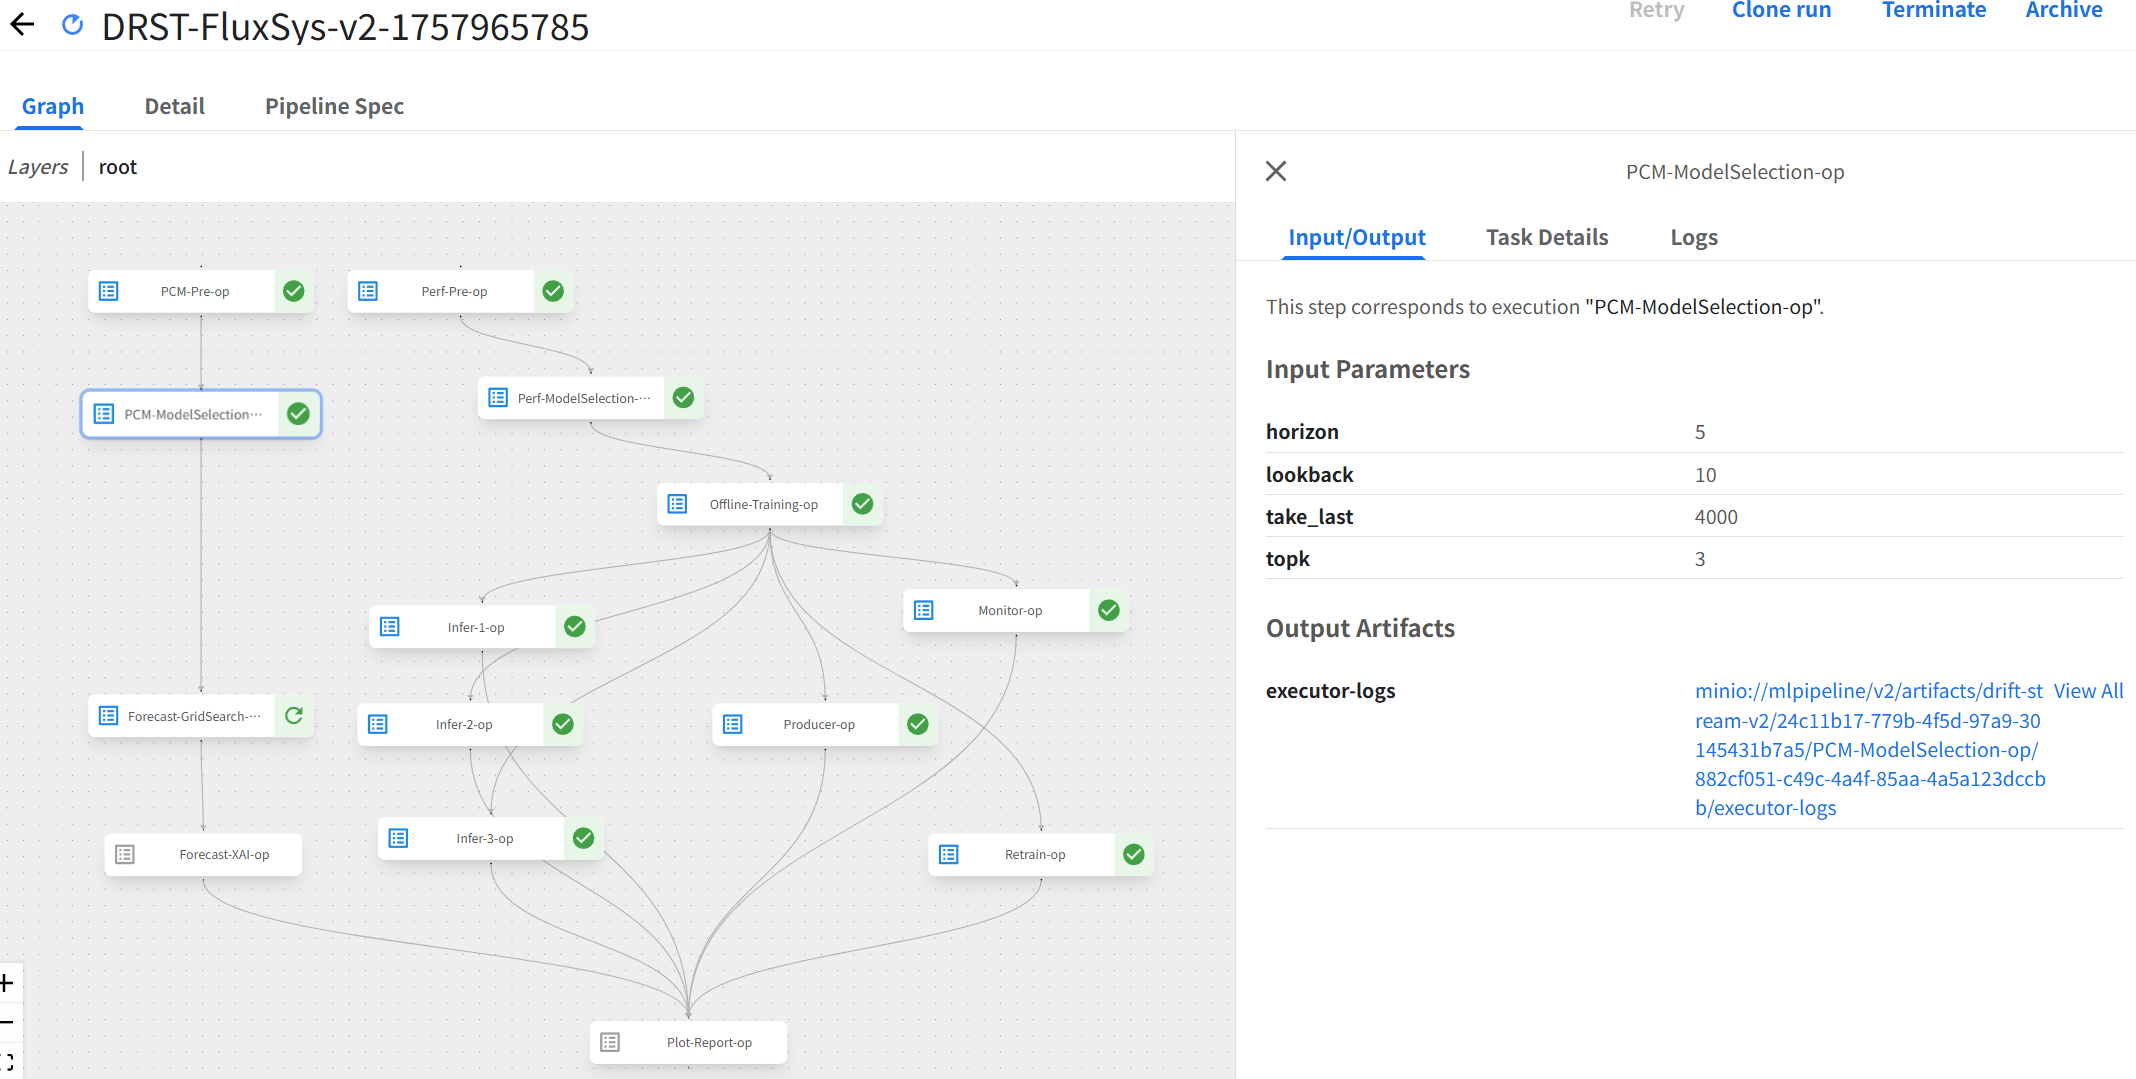 DRST-FluxSys-v2-1757965785
Retry Clone run Terminate Archive
Graph Detail Pipeline Spec
Layers root
PCM-Pre-op
Perf-Pre-op
PCM-ModelSelection···
Perf-ModelSelection-···
Offline-Training-op
Infer-1-op
Monitor-op
Forecast-GridSearch-···
Infer-2-op
Producer-op
Infer-3-op
Forecast-XAI-op
Retrain-op
Plot-Report-op
PCM-ModelSelection-op
Input/Output Task Details Logs
This step corresponds to execution "PCM-ModelSelection-op".
Input Parameters
horizon 5
lookback 10
take_last 4000
topk 3
Output Artifacts
executor-logs minio://mlpipeline/v2/artifacts/drift-st View All
ream-v2/24c11b17-779b-4f5d-97a9-30
145431b7a5/PCM-ModelSelection-op/
882cf051-c49c-4a4f-85aa-4a5a123dccb
b/executor-logs